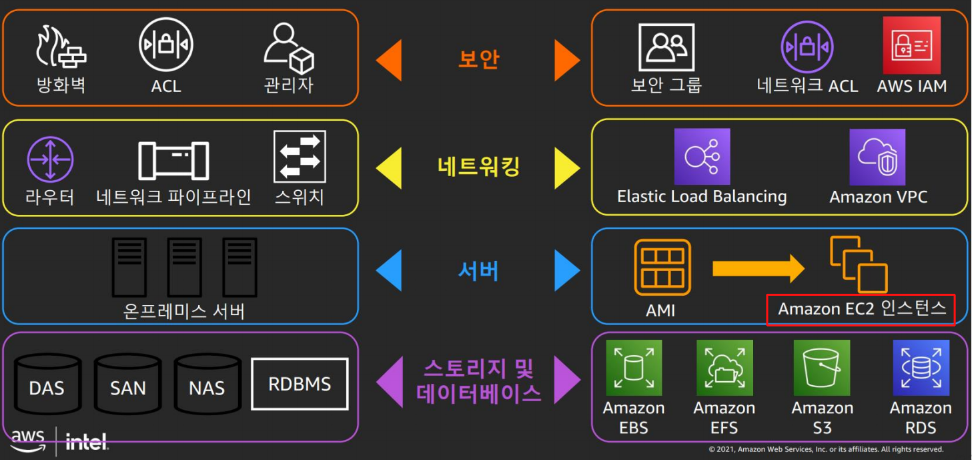 방화벽
ACL
관리자
보안
보안 그룹
네트워크 ACL
AWS IAM
라우터
네트워크 파이프라인
스위치
네트워킹
Elastic Load Balancing
Amazon VPC
온프레미스 서버
서버
AMI
Amazon EC2 인스턴스
DAS
SAN
NAS
RDBMS
스토리지 및
데이터베이스
Amazon
EBS
Amazon
EFS
Amazon
S3
Amazon
RDS
aws
intel.
© 2021, Amazon Web Services, Inc. or its affiliates. All rights reserved.